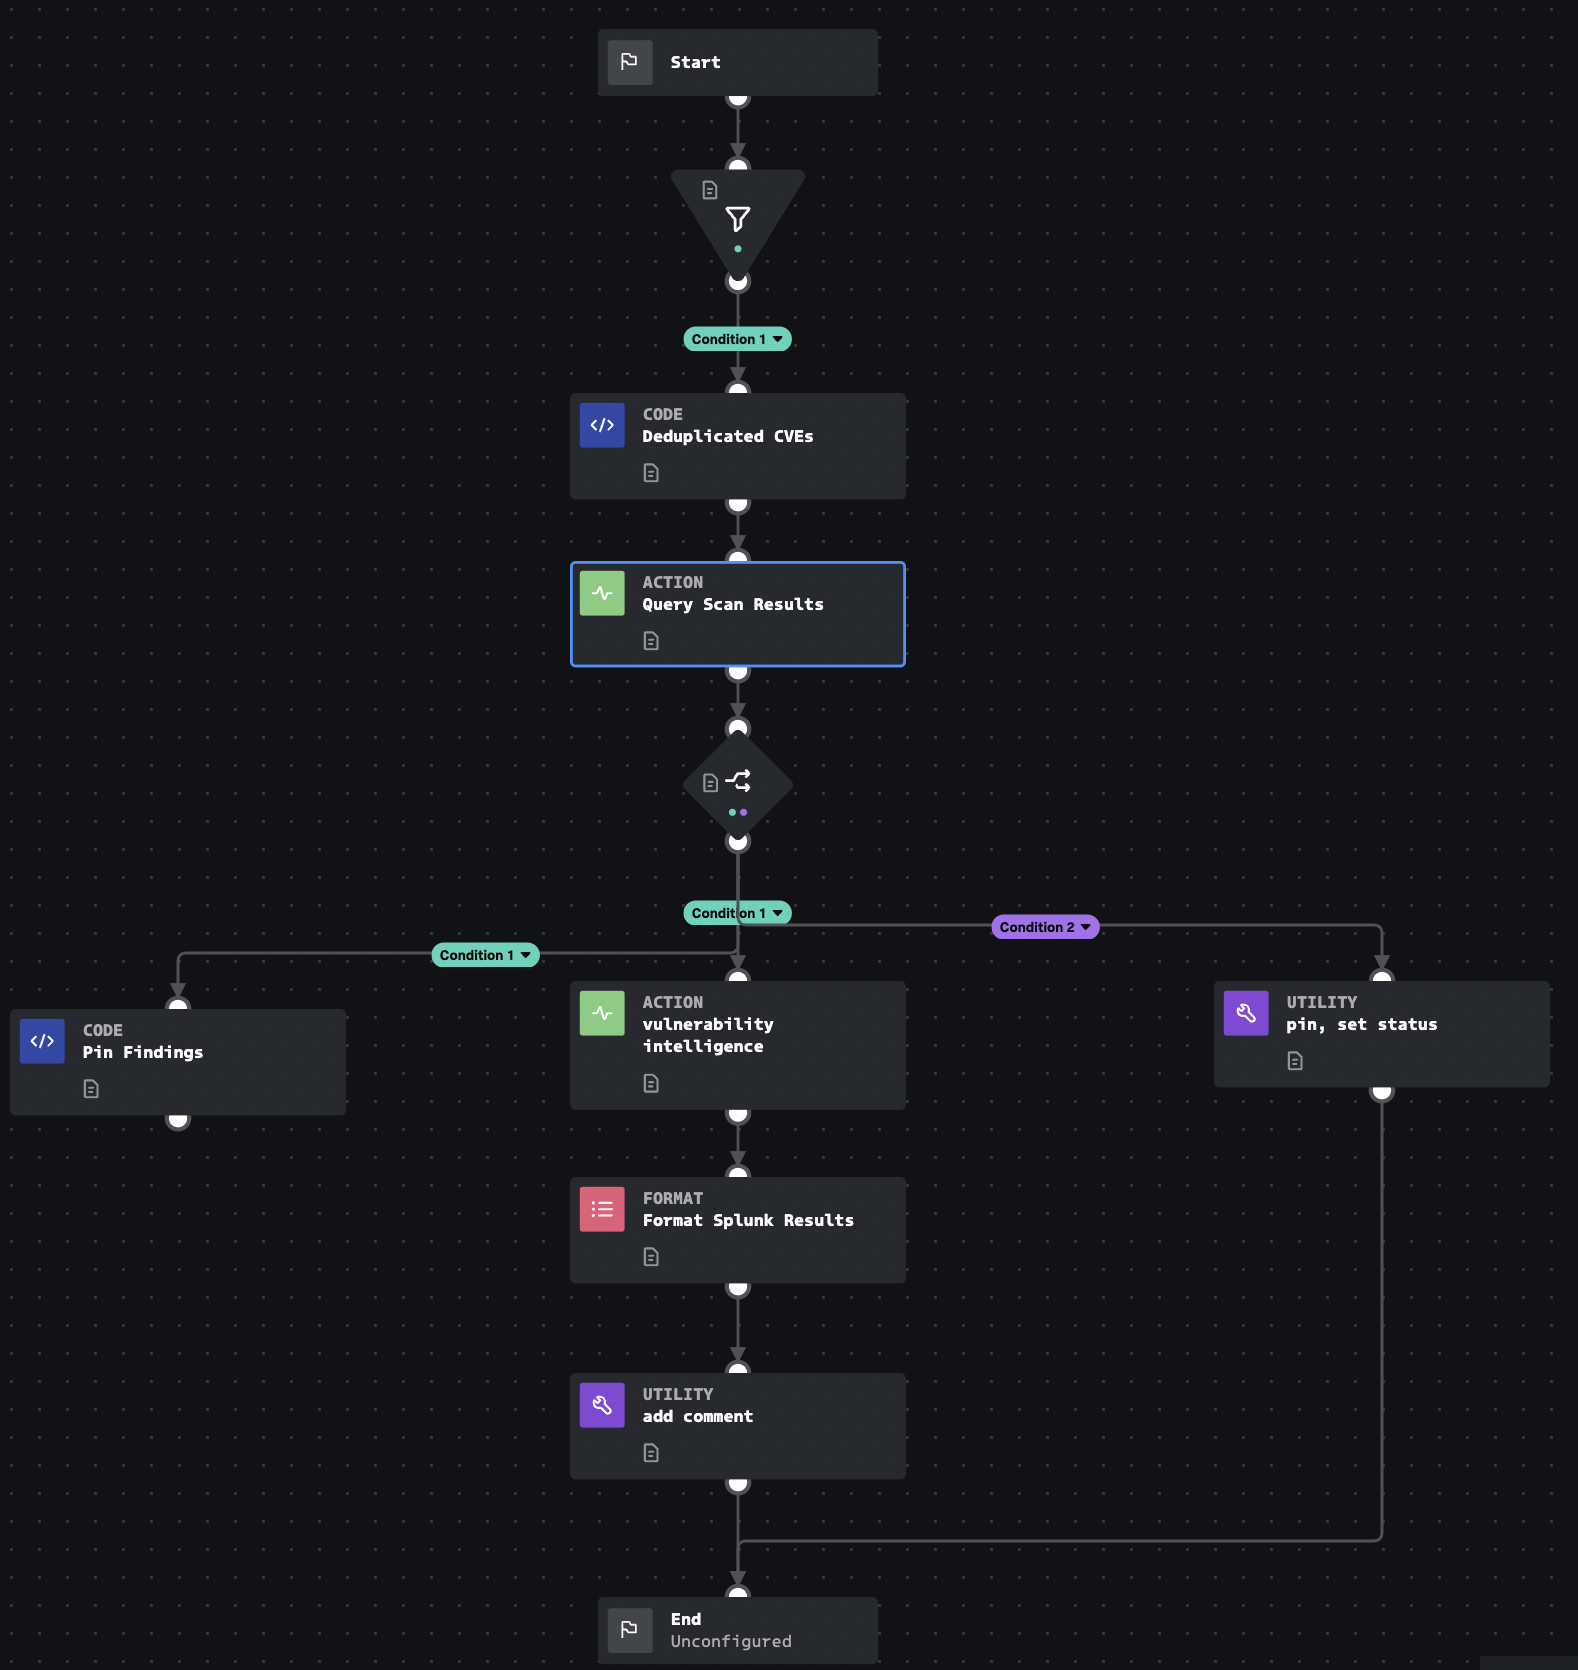 Start
Condition 1
CODE
Deduplicated CVEs
ACTION
Query Scan Results
Condition 1
Condition 2
Condition 1
CODE
Pin Findings
ACTION
vulnerability
intelligence
UTILITY
pin, set status
FORMAT
Format Splunk Results
UTILITY
add comment
End
Unconfigured